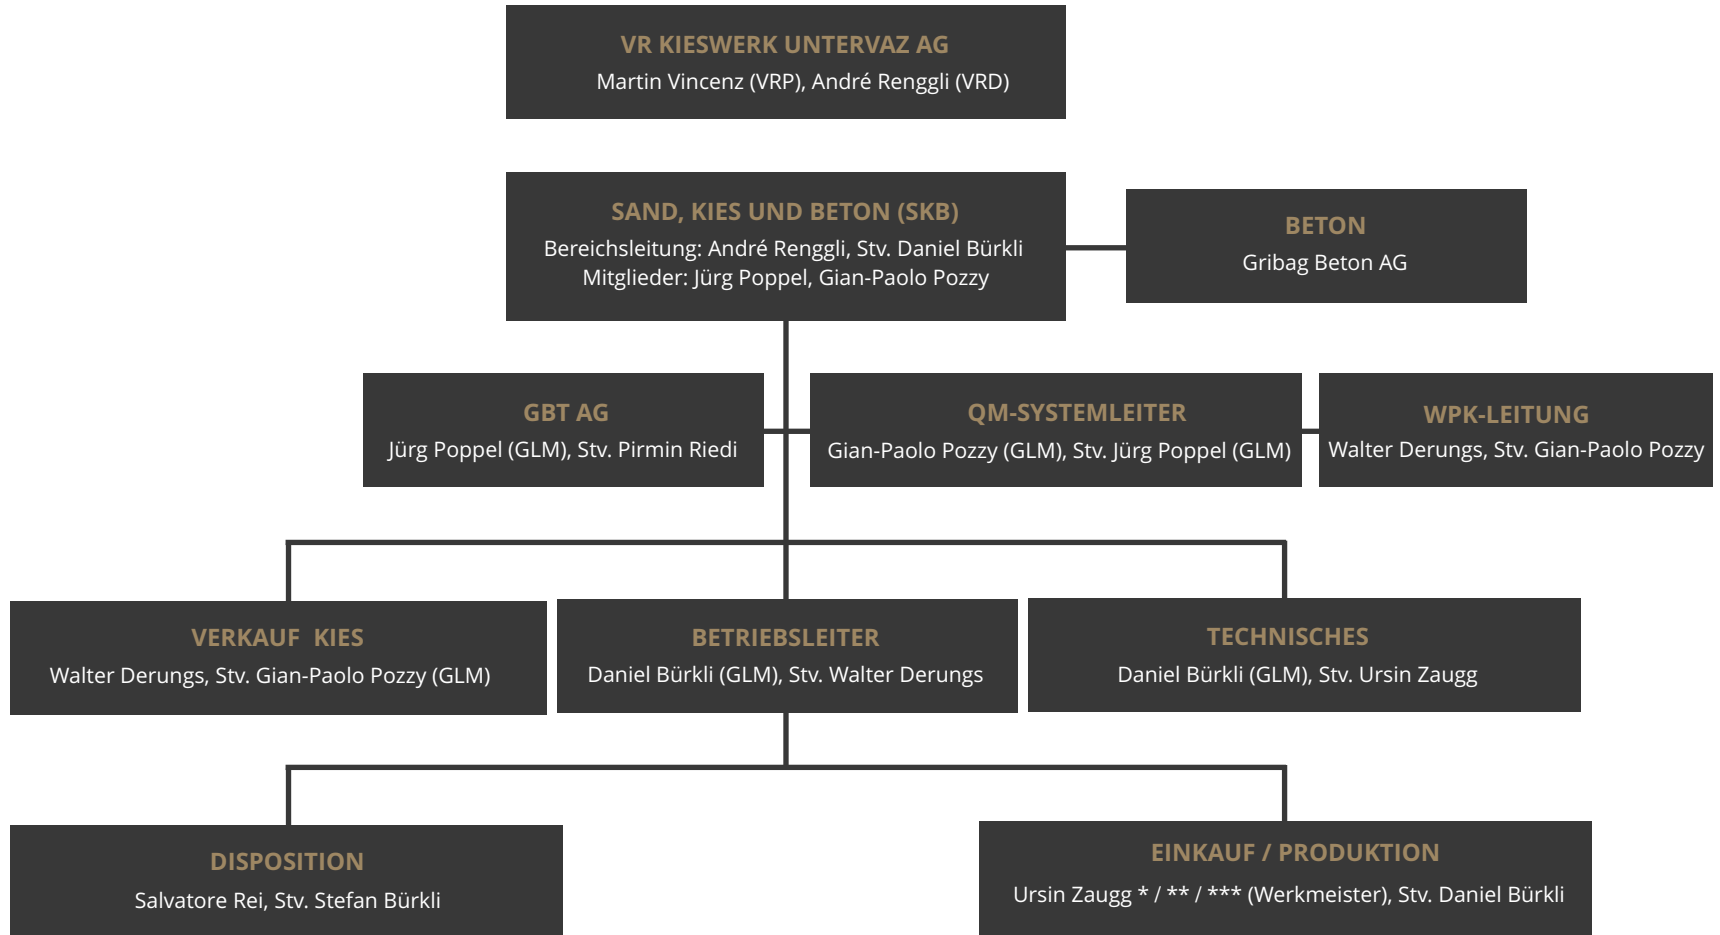 VR KIESWERK UNTERVAZ AG
Martin Vincenz (VRP), André Renggli (VRD)
SAND, KIES UND BETON (SKB)
Bereichsleitung: André Renggli, Stv. Daniel Bürkli
Mitglieder: Jürg Poppel, Gian-Paolo Pozzy
BETON
Gribag Beton AG
GBT AG
Jürg Poppel (GLM), Stv. Pirmin Riedi
QM-SYSTEMLEITER
Gian-Paolo Pozzy (GLM), Stv. Jürg Poppel (GLM)
WPK-LEITUNG
Walter Derungs, Stv. Gian-Paolo Pozzy
VERKAUF KIES
Walter Derungs, Stv. Gian-Paolo Pozzy (GLM)
BETRIEBSLEITER
Daniel Bürkli (GLM), Stv. Walter Derungs
TECHNISCHES
Daniel Bürkli (GLM), Stv. Ursin Zaugg
DISPOSITION
Salvatore Rei, Stv. Stefan Bürkli
EINKAUF / PRODUKTION
Ursin Zaugg * / ** / *** (Werkmeister), Stv. Daniel Bürkli